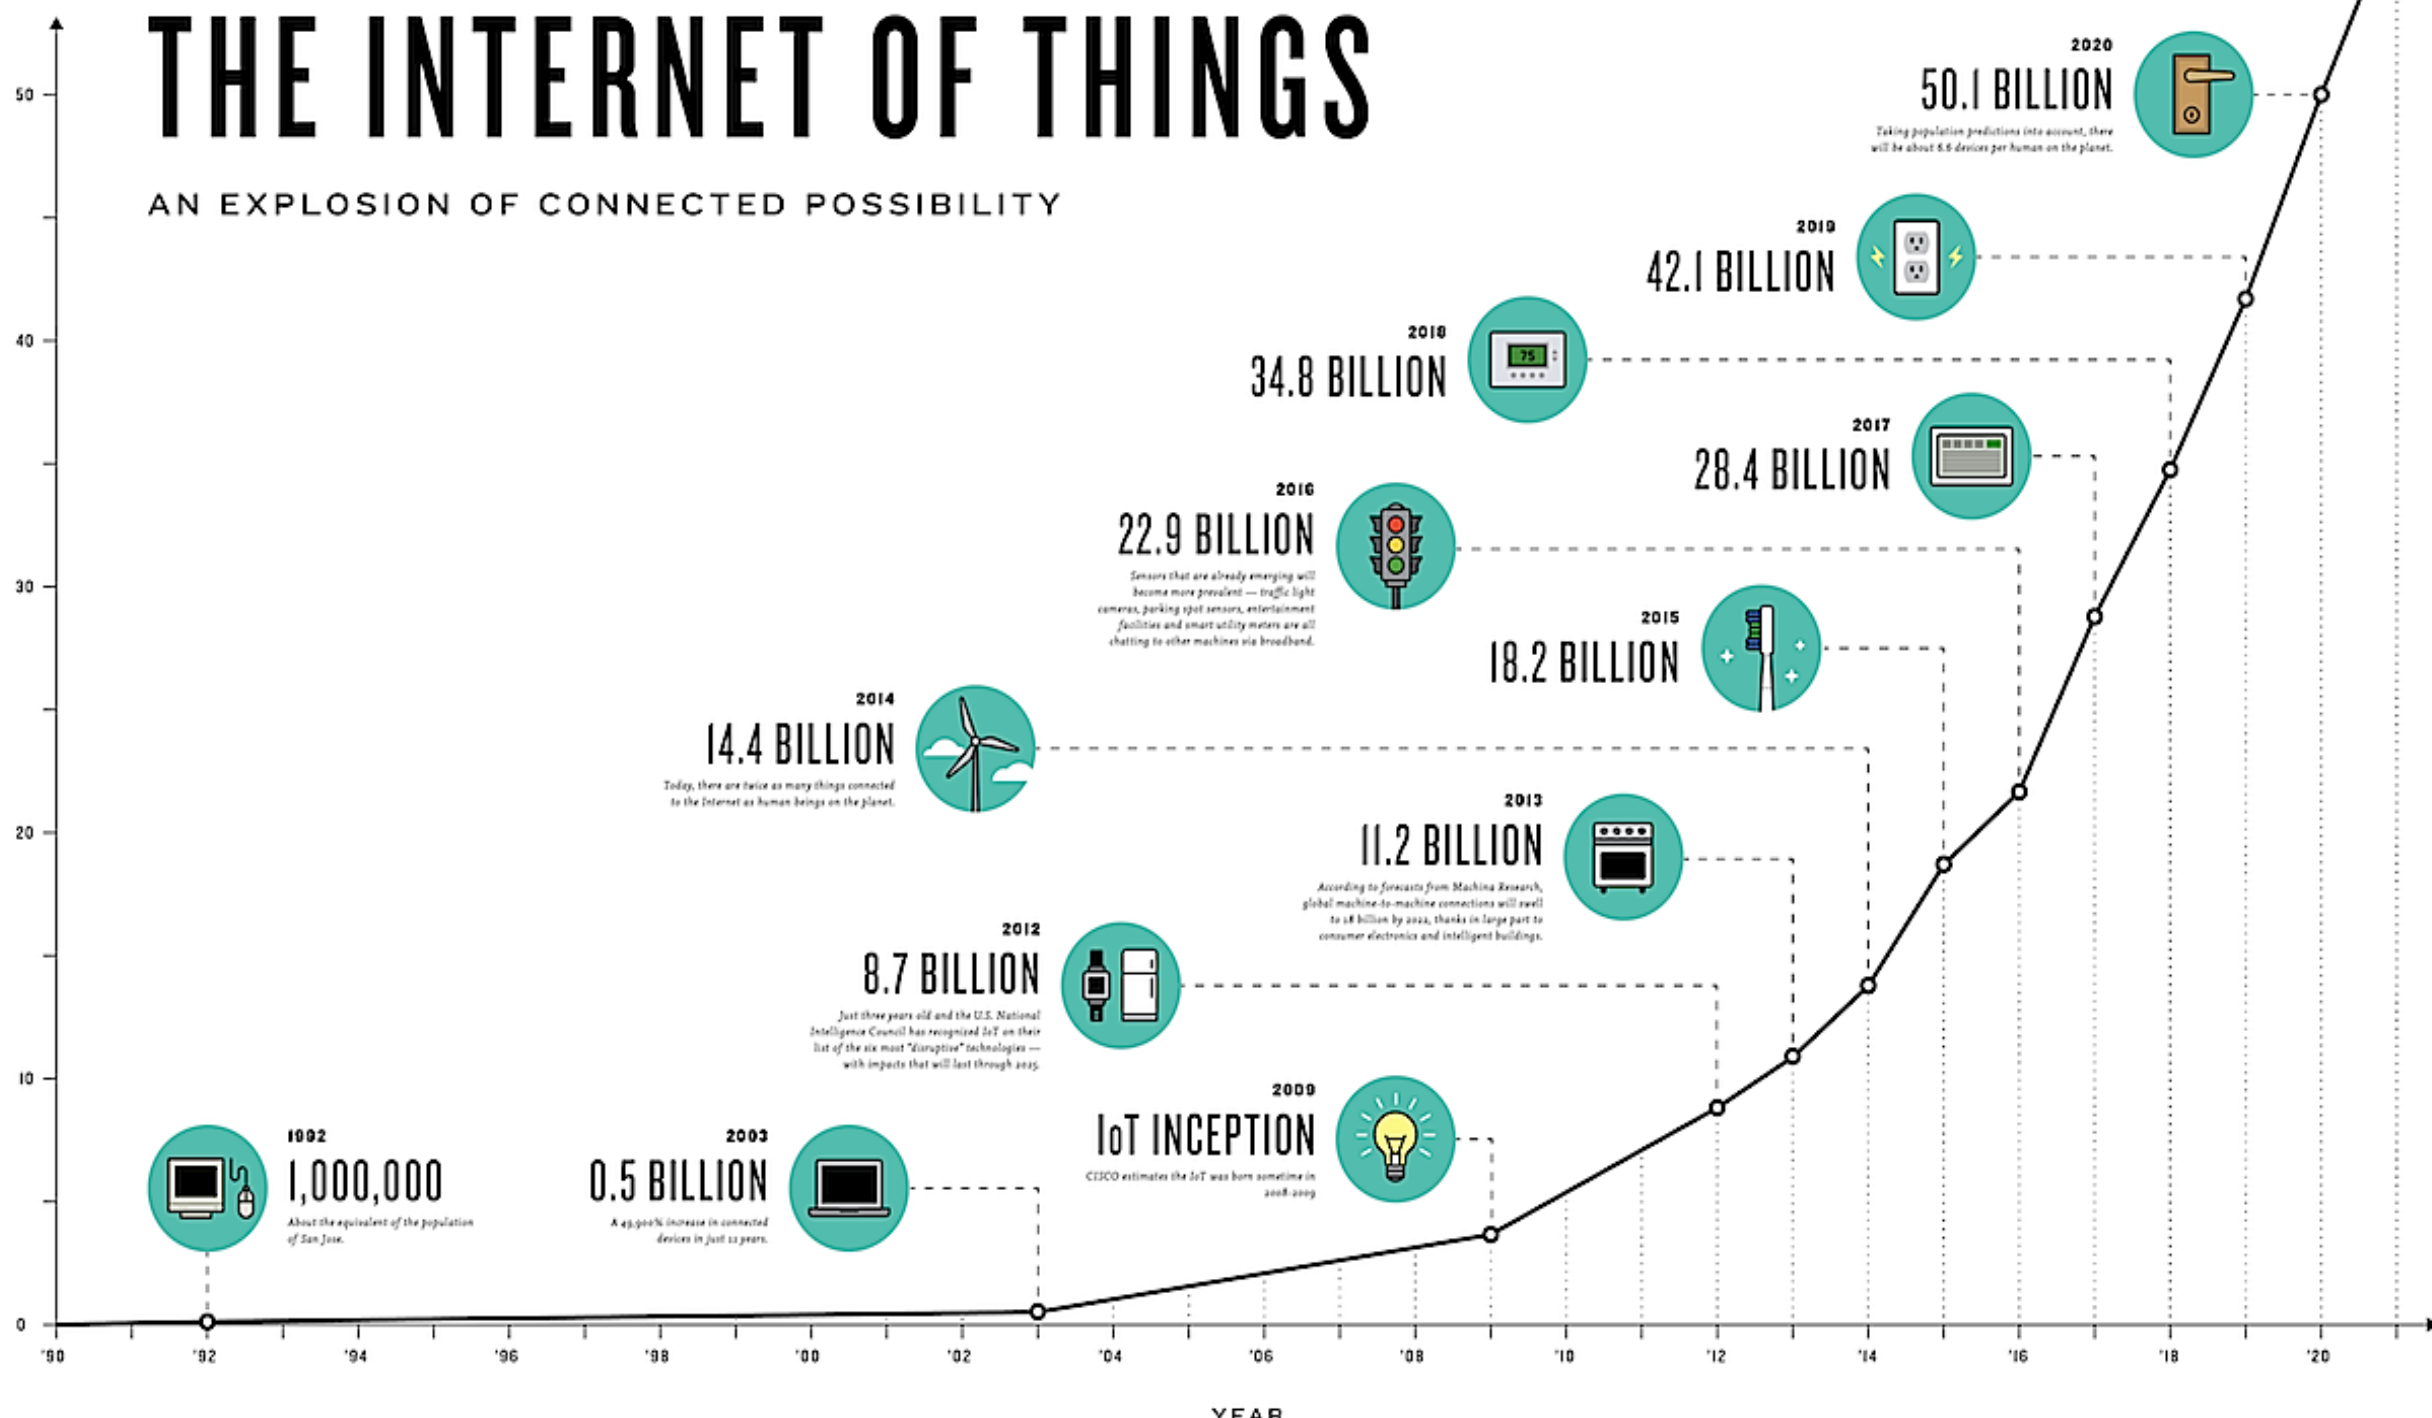 THE INTERNET OF THINGS
AN EXPLOSION OF CONNECTED POSSIBILITY
2020
50.1 BILLION
Taking population predictions into account, there
will be about 6.6 devices per human on the planet.
2019
42.1 BILLION
2018
34.8 BILLION
75
2017
28.4 BILLION
2016
22.9 BILLION
Sensors that are already emerging will
become more prevalent — traffic light
cameras, parking spot sensors, entertainment
facilities and smart utility meters are all
chatting to other machines via broadband.
2015
18.2 BILLION
2014
14.4 BILLION
Today, there are twice as many things connected
to the Internet as human beings on the planet.
2013
11.2 BILLION
According to forecasts from Machina Research,
global machine-to-machine connections will swell
to 18 billion by 2022, thanks in large part to
consumer electronics and intelligent buildings.
2012
8.7 BILLION
Just three years old and the U.S. National
Intelligence Council has recognized IoT on their
list of the six most "disruptive" technologies —
with impacts that will last through 2025.
2009
IoT INCEPTION
CISCO estimates the IoT was born sometime in
2008-2009
1992
1,000,000
About the equivalent of the population
of San Jose.
2003
0.5 BILLION
A 49,900% increase in connected
devices in just 11 years.
50
40
30
20
10
0
'90 '92 '94 '96 '98 '00 '02 '04 '06 '08 '10 '12 '14 '16 '18 '20
YEAR